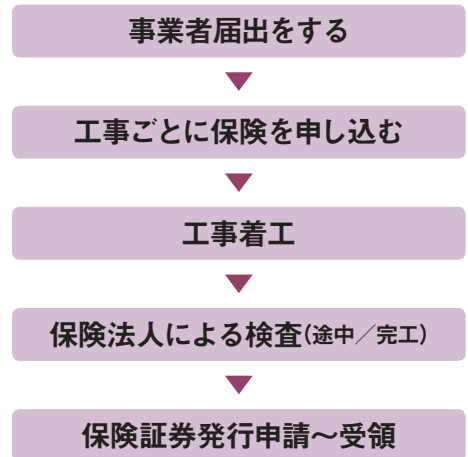 事業者届出をする
工事ごとに保険を申し込む
工事着工
保険法人による検査(途中／完工)
保険証券発行申請〜受領